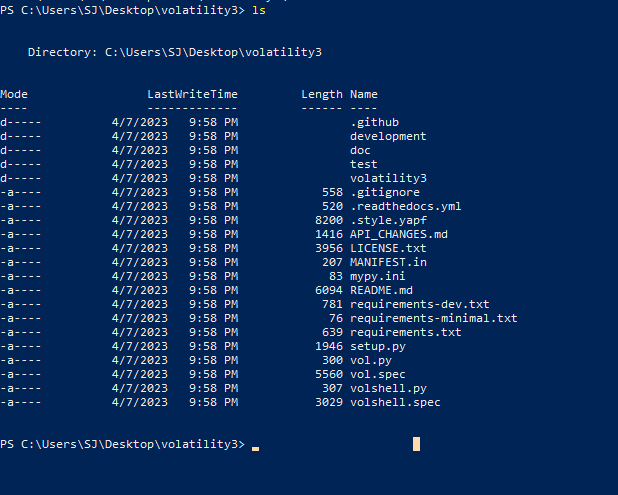 PS C:\Users\SJ\Desktop\volatility3> ls
Directory: C:\Users\SJ\Desktop\volatility3
Mode LastWriteTime Length Name
---- ------------- ------ ----
d----- 4/7/2023 9:58 PM .github
d----- 4/7/2023 9:58 PM development
d----- 4/7/2023 9:58 PM doc
d----- 4/7/2023 9:58 PM test
d----- 4/7/2023 9:58 PM volatility3
-a---- 4/7/2023 9:58 PM 558 .gitignore
-a---- 4/7/2023 9:58 PM 520 .readthedocs.yml
-a---- 4/7/2023 9:58 PM 8200 .style.yapf
-a---- 4/7/2023 9:58 PM 1416 API_CHANGES.md
-a---- 4/7/2023 9:58 PM 3956 LICENSE.txt
-a---- 4/7/2023 9:58 PM 207 MANIFEST.in
-a---- 4/7/2023 9:58 PM 83 mypy.ini
-a---- 4/7/2023 9:58 PM 6094 README.md
-a---- 4/7/2023 9:58 PM 781 requirements-dev.txt
-a---- 4/7/2023 9:58 PM 76 requirements-minimal.txt
-a---- 4/7/2023 9:58 PM 639 requirements.txt
-a---- 4/7/2023 9:58 PM 1946 setup.py
-a---- 4/7/2023 9:58 PM 300 vol.py
-a---- 4/7/2023 9:58 PM 5560 vol.spec
-a---- 4/7/2023 9:58 PM 307 volshell.py
-a---- 4/7/2023 9:58 PM 3029 volshell.spec
PS C:\Users\SJ\Desktop\volatility3>